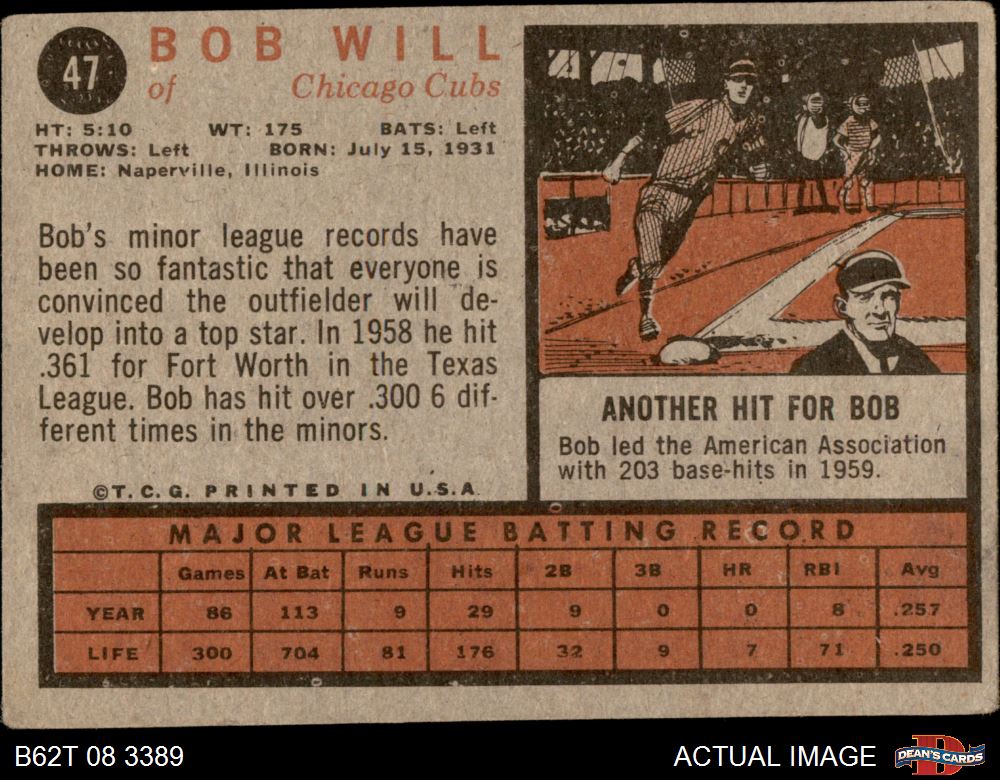 47
BOB WILL
of Chicago Cubs
HT: 5:10 WT: 175 BATS: Left
THROWS: Left BORN: July 15, 1931
HOME: Naperville, Illinois
Bob's minor league records have
been so fantastic that everyone is
convinced the outfielder will de-
velop into a top star. In 1958 he hit
.361 for Fort Worth in the Texas
League. Bob has hit over .300 6 dif-
ferent times in the minors.
©T.C.G. PRINTED IN U.S.A.
ANOTHER HIT FOR BOB
Bob led the American Association
with 203 base-hits in 1959.
MAJOR LEAGUE BATTING RECORD
Games At Bat Runs Hits 2B 3B HR RBI Avg
YEAR 86 113 9 29 9 0 0 8 .257
LIFE 300 704 81 176 32 9 7 71 .250
B62T 08 3389
ACTUAL IMAGE
DEAN'S CARDS